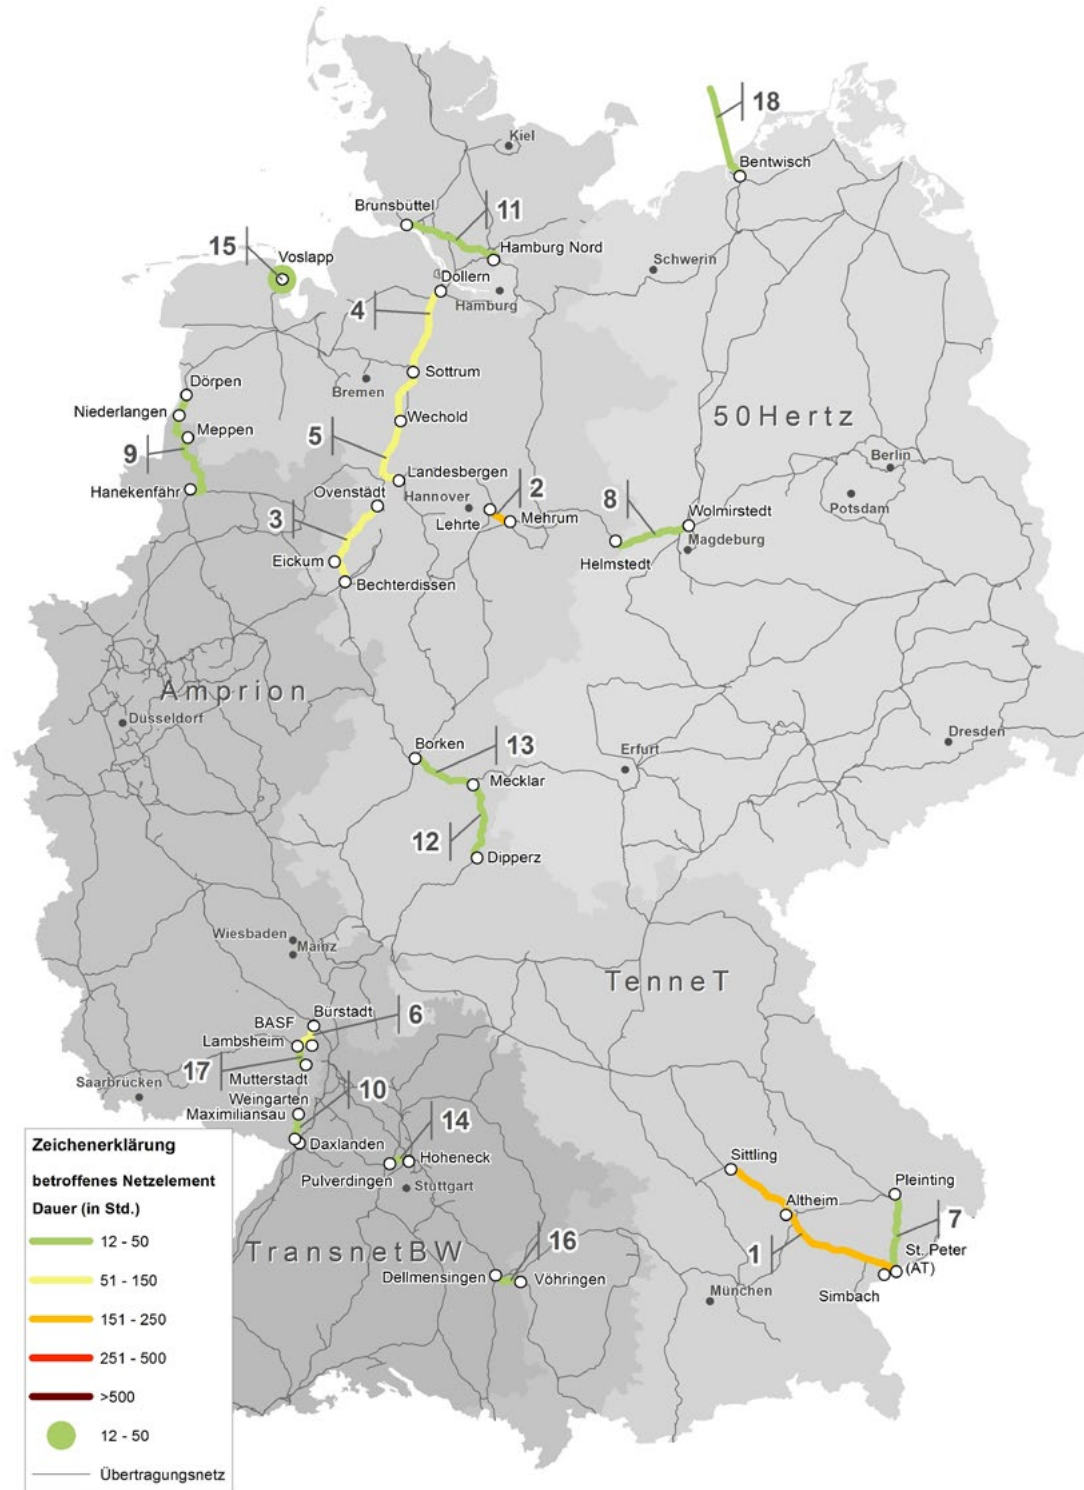 18
Kiel
Bentwisch
Brunsbüttel
11
15
Voslapp
Hamburg Nord
Schwerin
Dollern
Hamburg
4
Sottrum
Bremen
Dörpen
Niederlangen
Wechold
50Hertz
Meppen
5
9
Berlin
Landesbergen
Hanekenfähr
Ovenstädt
Hannover
2
8
Potsdam
Wolmirstedt
3
Lehrte
Mehrum
Magdeburg
Eickum
Helmstedt
Bechterdissen
Amprion
Düsseldorf
Dresden
Borken
13
Erfurt
Mecklar
12
Dipperz
Wiesbaden
Mainz
TenneT
Bürstadt
6
BASF
Lambsheim
17
Mutterstadt
Saarbrücken
10
Weingarten
Maximiliansau
14
Daxlanden
Hoheneck
Sittling
Pulverdingen
Stuttgart
Pleinting
Altheim
7
TransnetBW
16
1
St. Peter
(AT)
Dellmensingen
Vöhringen
München
Simbach
Zeichenerklärung
betroffenes Netzelement
Dauer (in Std.)
12 - 50
51 - 150
151 - 250
251 - 500
>500
12 - 50
Übertragungsnetz